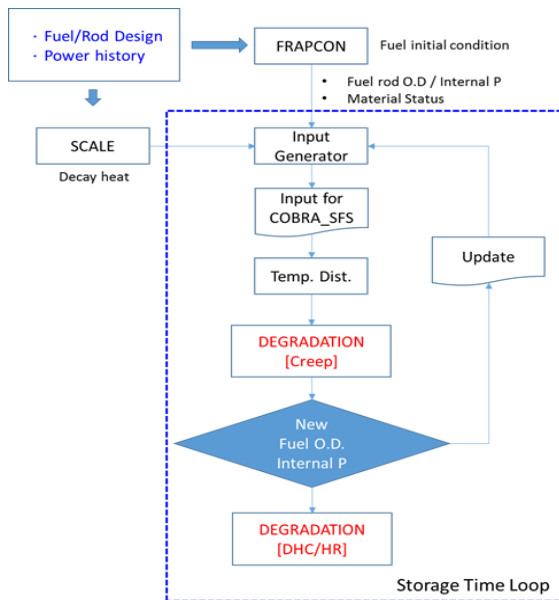 · Fuel/Rod Design
· Power history
FRAPCON
Fuel initial condition
• Fuel rod O.D / Internal P
• Material Status
SCALE
Decay heat
Input
Generator
Input for
COBRA_SFS
Update
Temp. Dist.
DEGRADATION
[Creep]
New
Fuel O.D.
Internal P
DEGRADATION
[DHC/HR]
Storage Time Loop